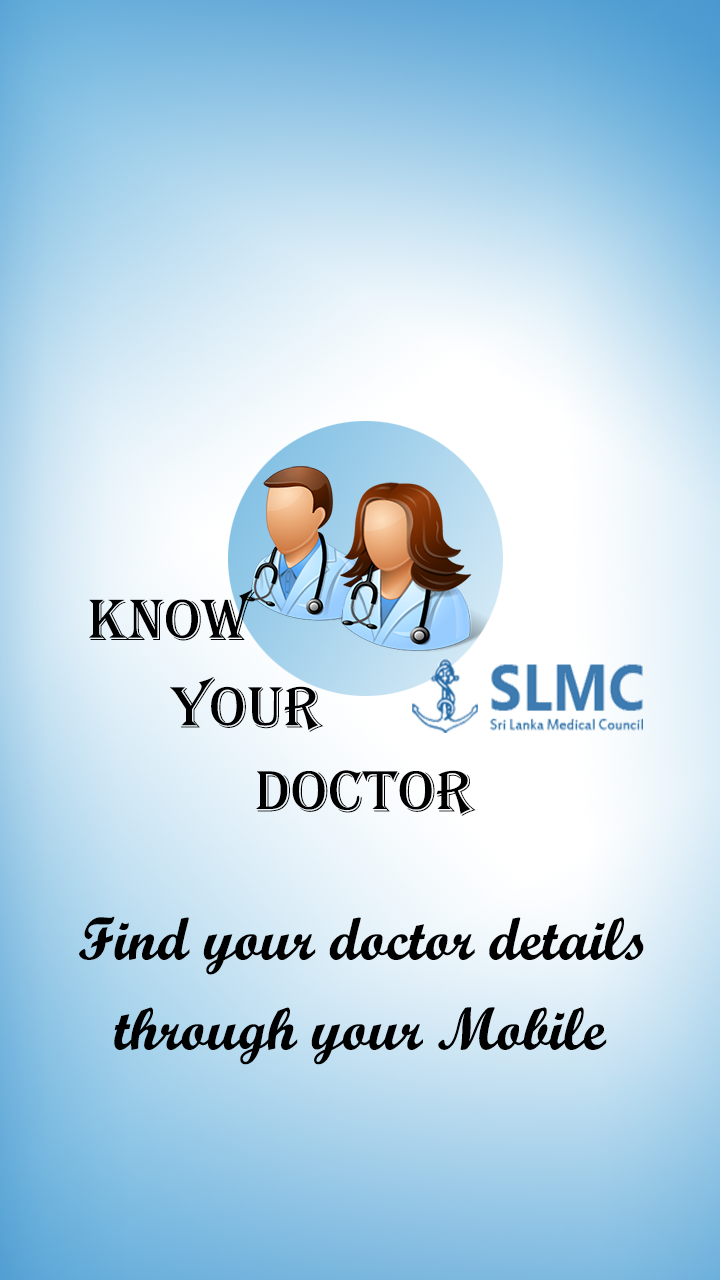 KNOW
YOUR
SLMC
Sri Lanka Medical Council
DOCTOR
Find your doctor details
through your Mobile